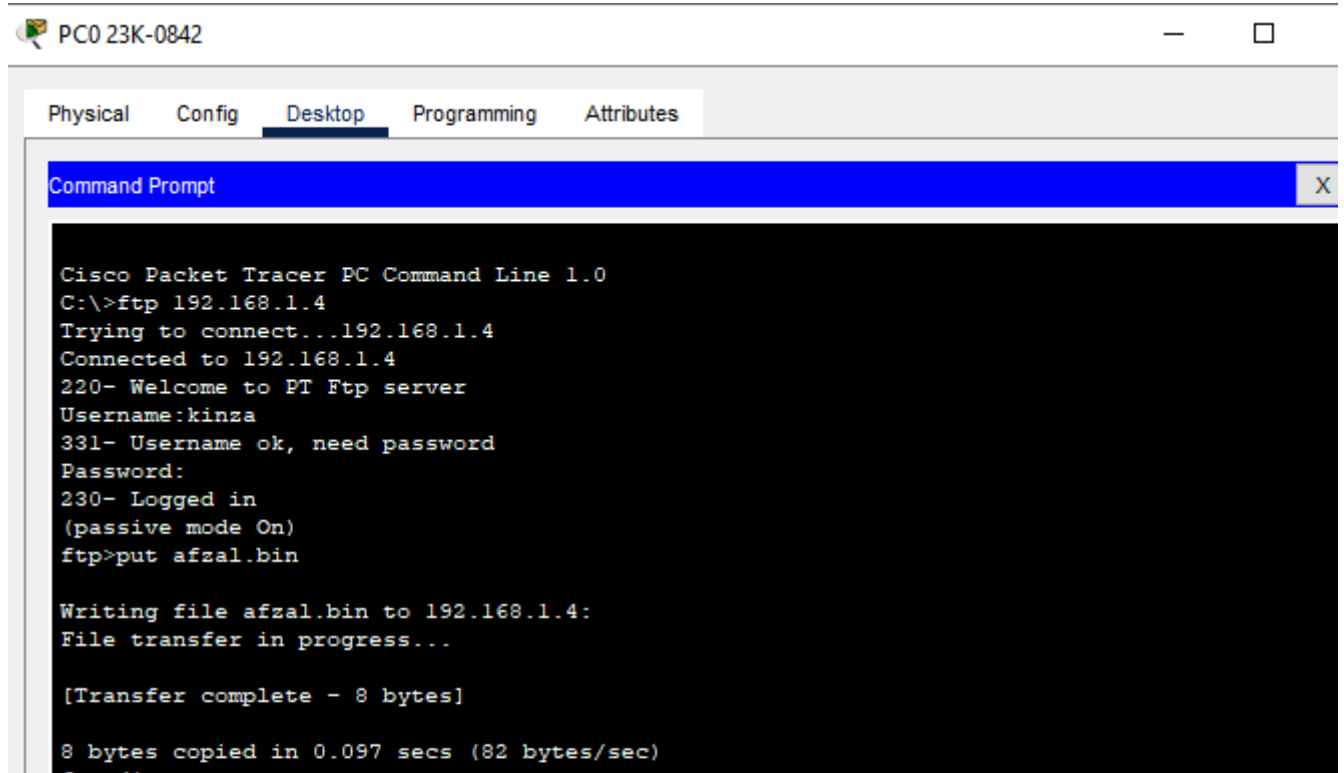 PC0 23K-0842
Physical Config Desktop Programming Attributes
Command Prompt
X
Cisco Packet Tracer PC Command Line 1.0
C:\>ftp 192.168.1.4
Trying to connect...192.168.1.4
Connected to 192.168.1.4
220- Welcome to PT Ftp server
Username:kinza
331- Username ok, need password
Password:
230- Logged in
(passive mode On)
ftp>put afzal.bin
Writing file afzal.bin to 192.168.1.4:
File transfer in progress...
[Transfer complete - 8 bytes]
8 bytes copied in 0.097 secs (82 bytes/sec)